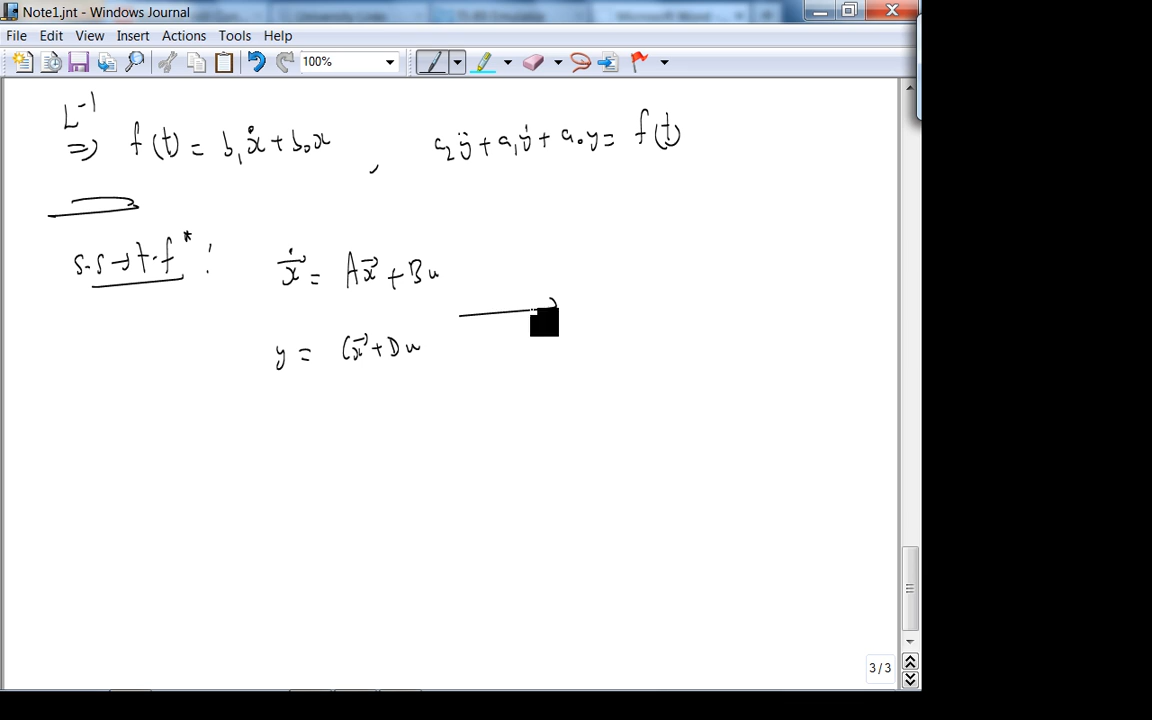 Note1.jnt - Windows Journal
File Edit View Insert Actions Tools Help
100%
L⁻¹
⇒ f(t) = b₁ẋ + b₀x , a₂ÿ + a₁ẏ + a₀y = f(t)
s.s → t.f * :
ẋ = Ax + Bu
y = Cx + Du
3 / 3